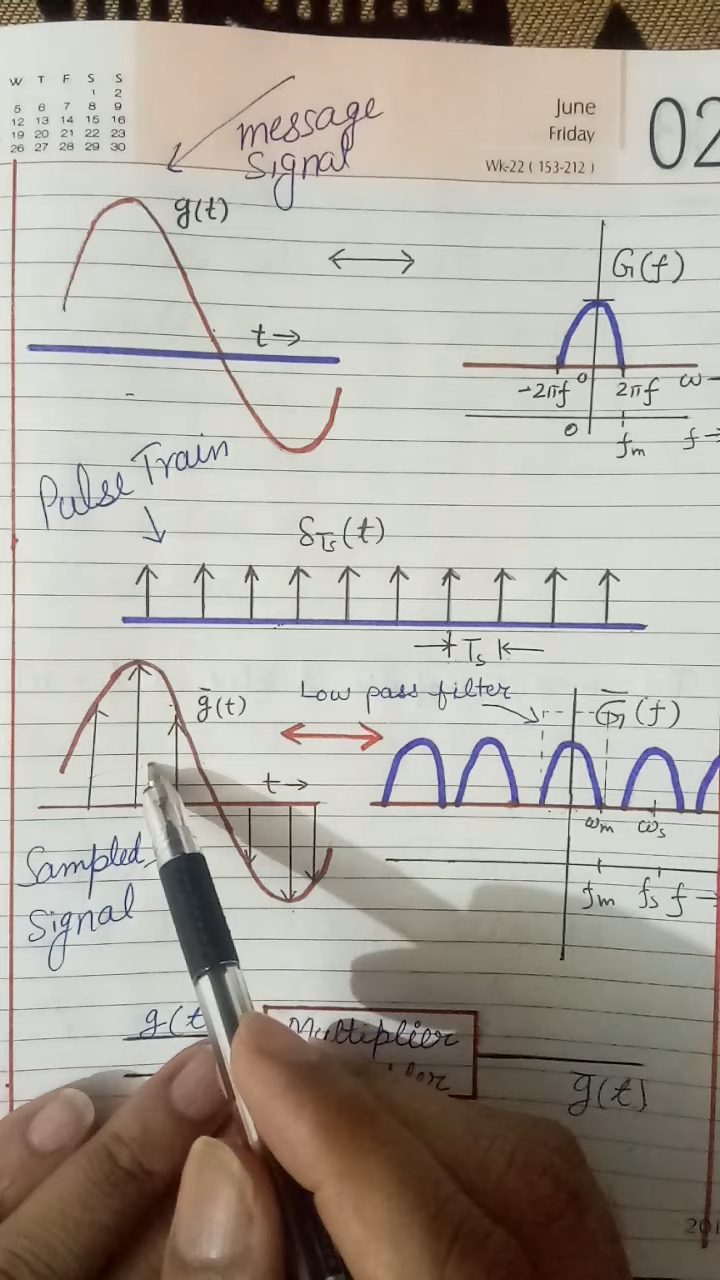 W T F S S
1 2
5 6 7 8 9
12 13 14 15 16
19 20 21 22 23
26 27 28 29 30
June
Friday
Wk-22 ( 153-212 )
02
message
signal
g(t)
G(f)
t→
-2πf 0 2πf ω
0 fm f→
Pulse Train
δTs(t)
Ts
Low pass filter
ḡ(t)
Ḡ(f)
t→
ωm ωs
Sampled
Signal
fm fs f→
g(t
Multiplier
ḡ(t)